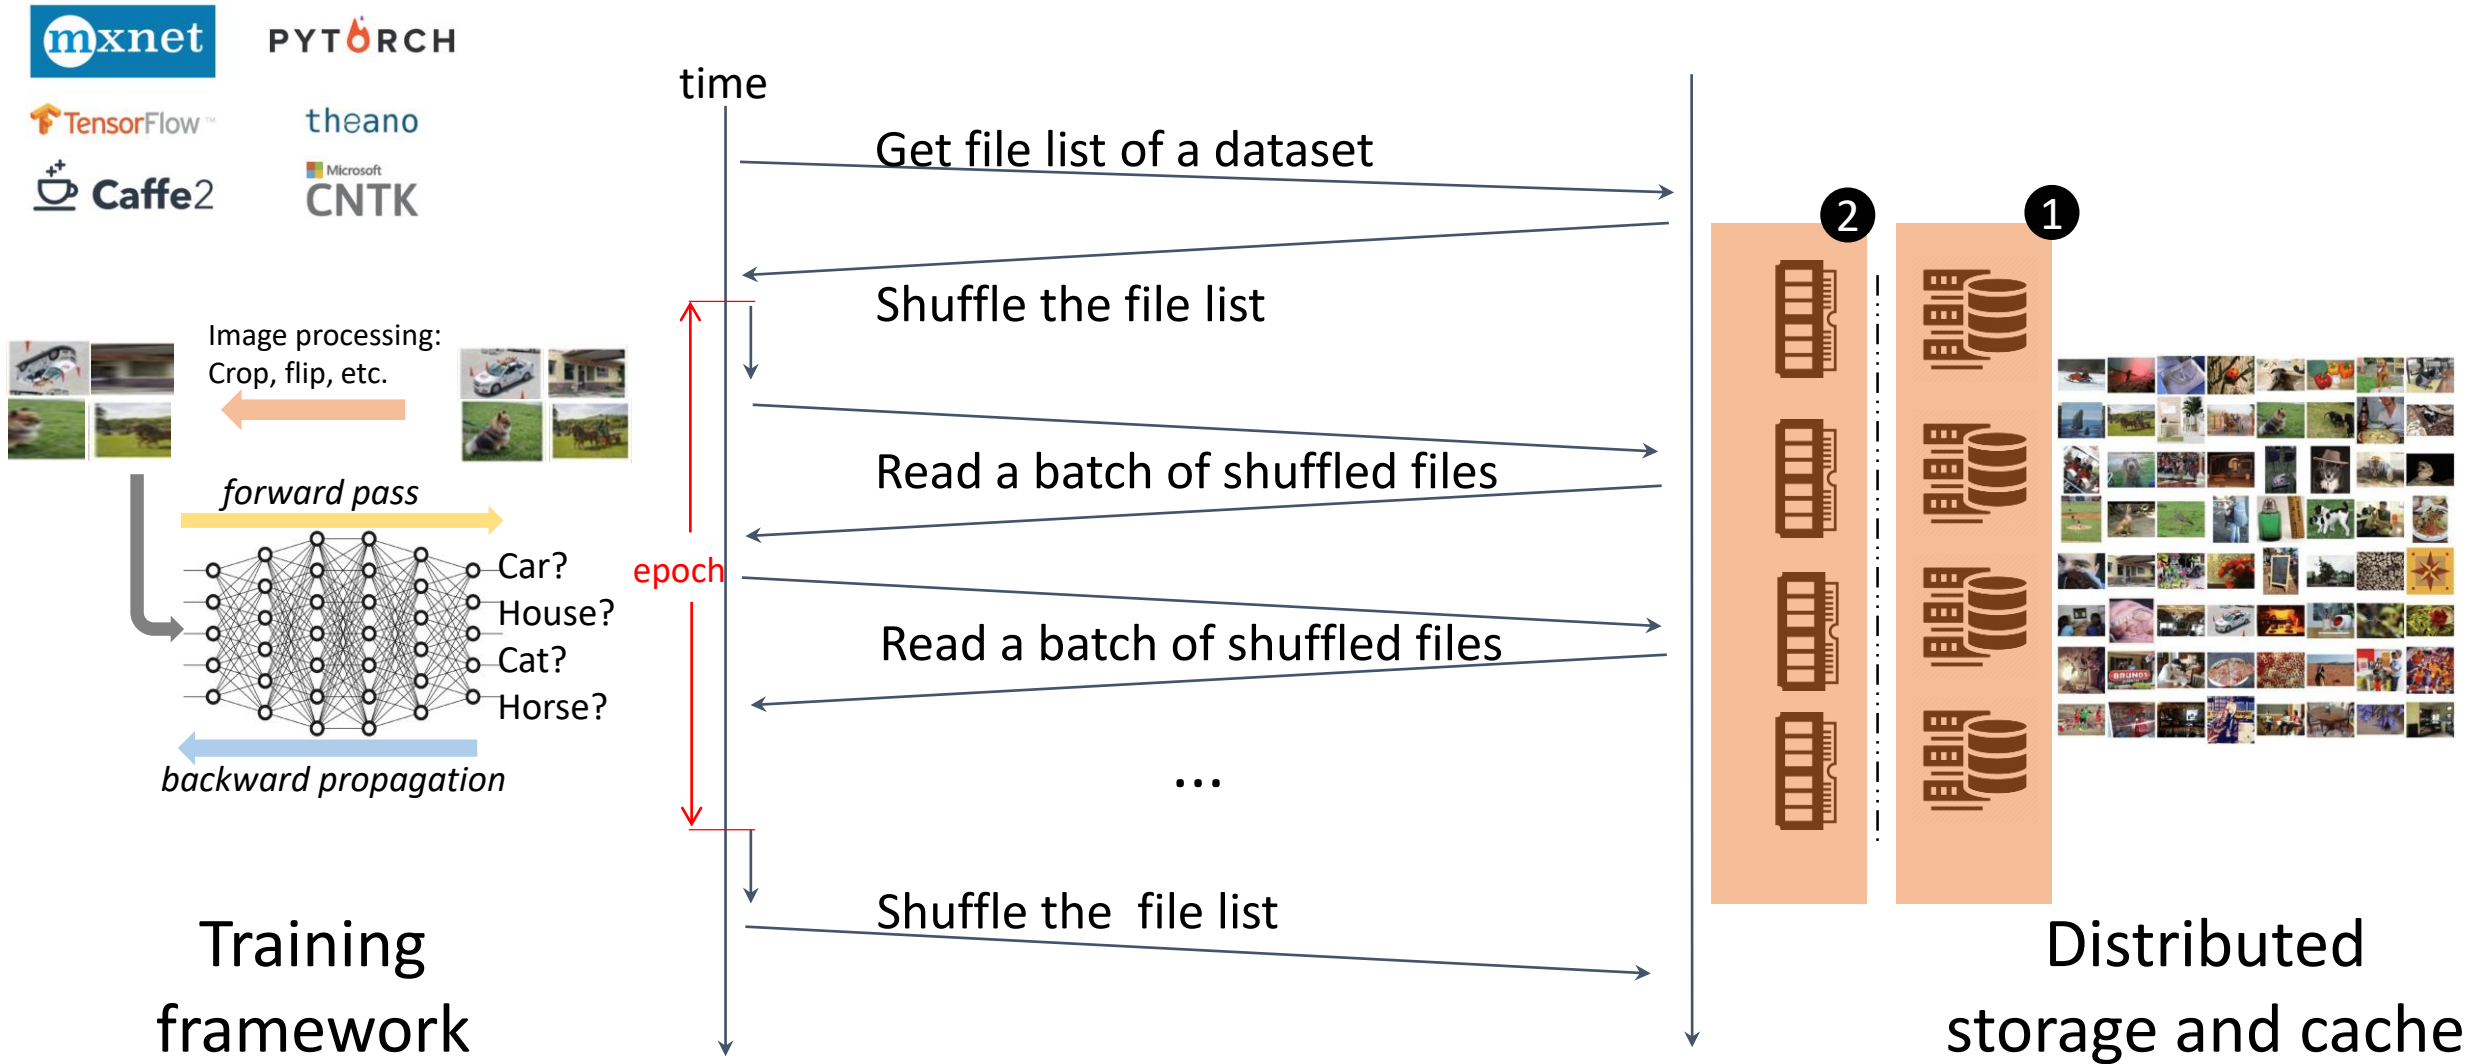 mxnet
PYTORCH
TensorFlow™
theano
Caffe2
Microsoft
CNTK
time
Get file list of a dataset
2
1
Shuffle the file list
Image processing:
Crop, flip, etc.
Read a batch of shuffled files
forward pass
Car?
epoch
House?
Read a batch of shuffled files
Cat?
Horse?
BRUNOS
backward propagation
...
Shuffle the  file list
Training
framework
Distributed
storage and cache